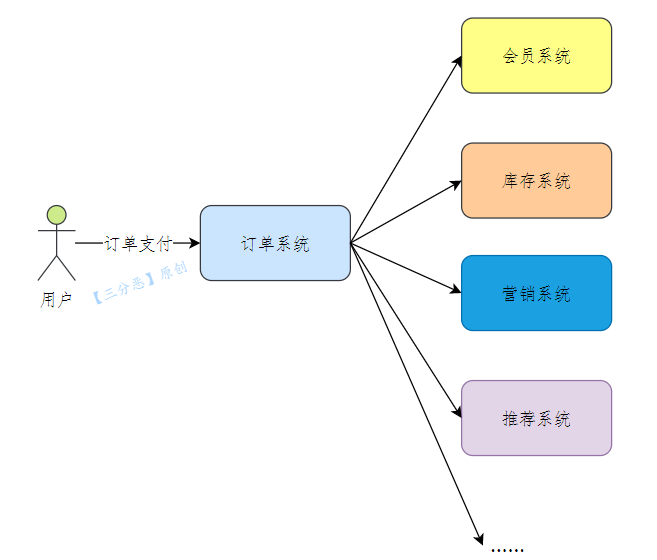 会员系统
库存系统
订单支付
订单系统
用户
【三分恶】原创
营销系统
推荐系统
......